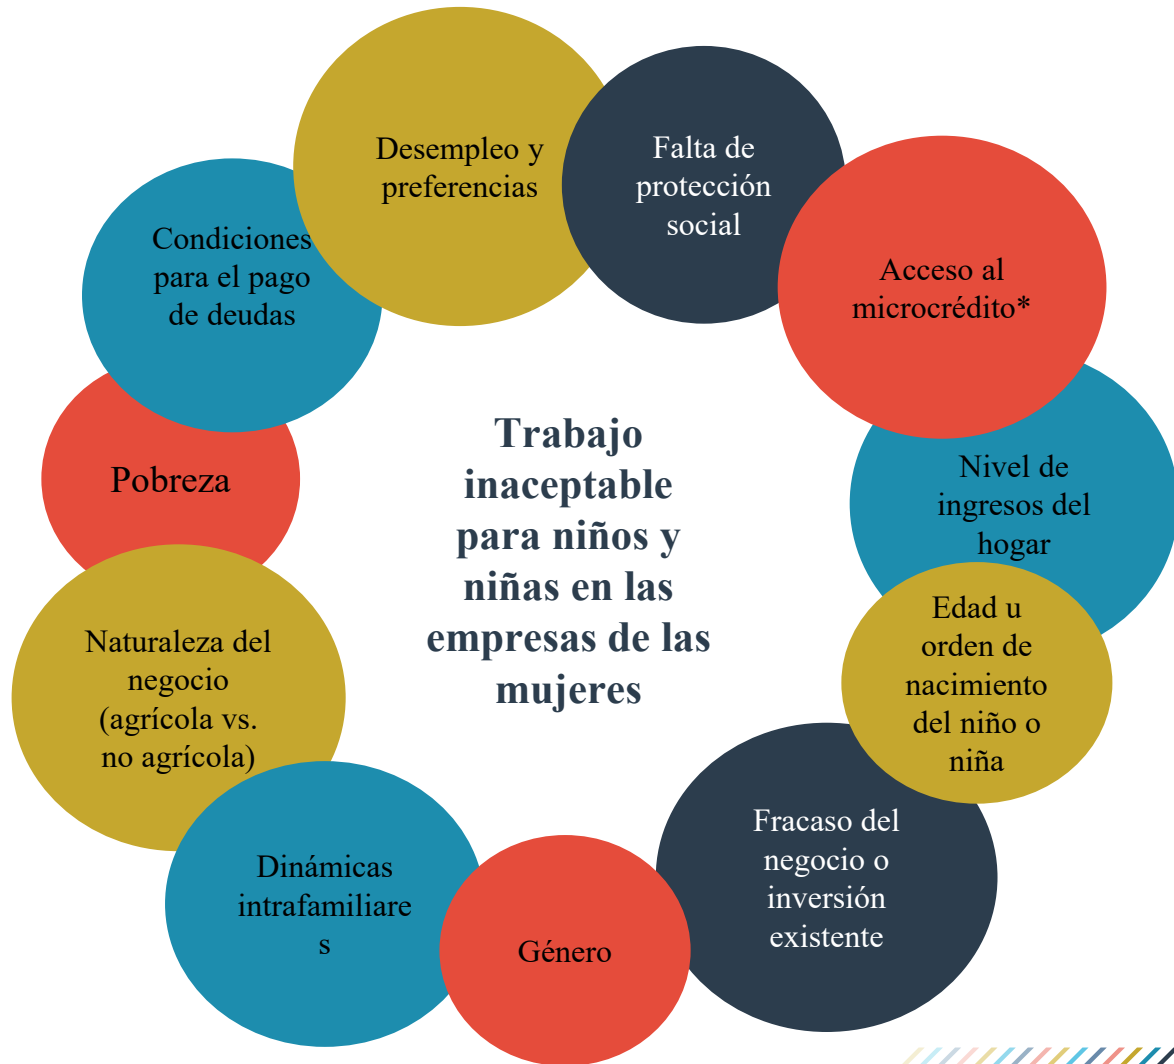 Desempleo y
preferencias
Falta de
protección
social
Acceso al
microcrédito*
Nivel de
ingresos del
hogar
Edad u
orden de
nacimiento
del niño o
niña
Fracaso del
negocio o
inversión
existente
Género
Dinámicas
intrafamiliare
s
Naturaleza del
negocio
(agrícola vs.
no agrícola)
Pobreza
Condiciones
para el pago
de deudas
Trabajo
inaceptable
para niños y
niñas en las
empresas de las
mujeres